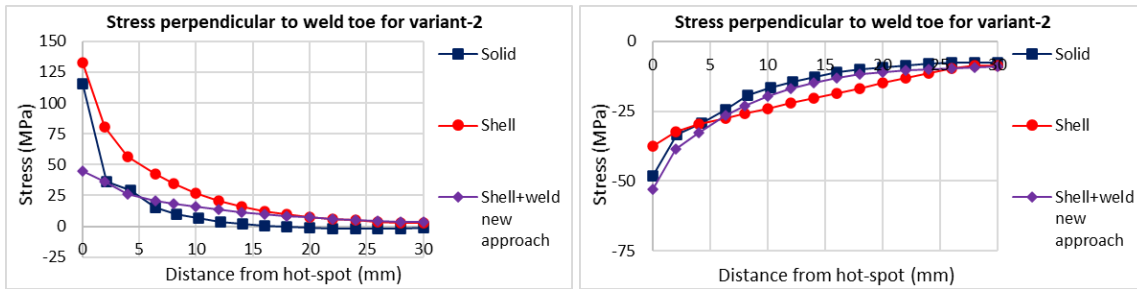 Stress perpendicular to weld toe for variant-2
150
125
100
75
50
25
0
-25
Stress (MPa)
0 5 10 15 20 25 30
Distance from hot-spot (mm)
Solid
Shell
Shell+weld
new
approach
Stress perpendicular to weld toe for variant-2
0
-25
-50
-75
Stress (MPa)
0 5 10 15 20 25 30
Distance from hot-spot (mm)
Solid
Shell
Shell+weld
new
approach